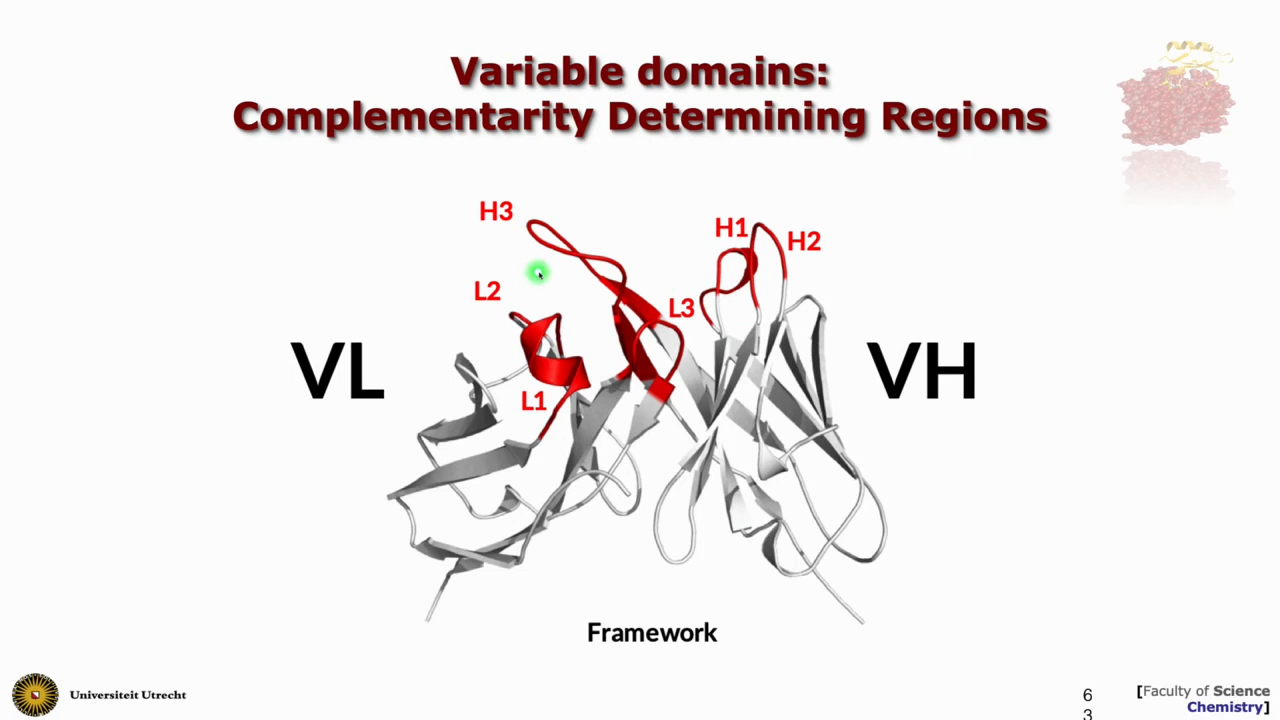 Variable domains:
Complementarity Determining Regions
H3
H1
H2
L2
L3
VL
VH
L1
Framework
Universiteit Utrecht
6
3
[Faculty of Science
Chemistry]